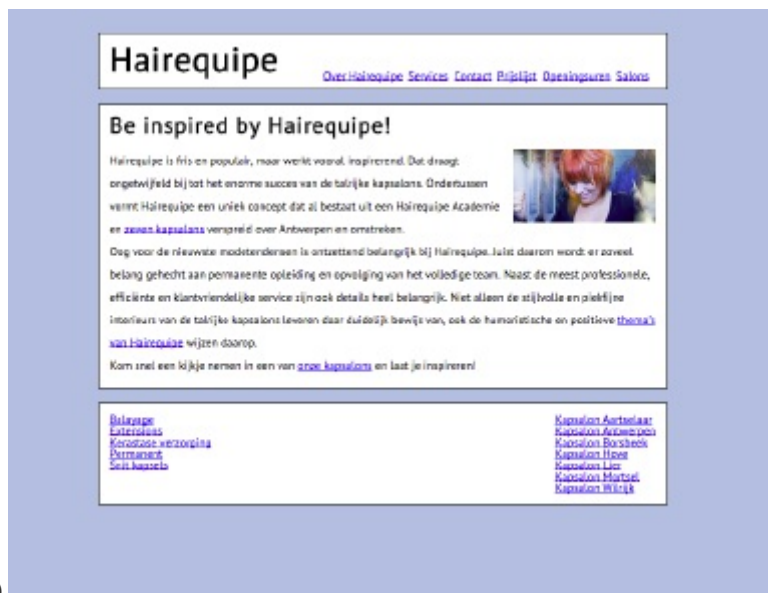 Hairequipe
Over Hairequipe Services Contact Prijslijst Openingsuren Salons
Be inspired by Hairequipe!
Hairequipe is fris en populair, maar werkt vooral inspirerend. Dat draagt
ongetwijfeld bij tot het enorme succes van de talrijke kapsalons. Ondertussen
vormt Hairequipe een uniek concept dat al bestaat uit een Hairequipe Academie
en zeven kapsalons verspreid over Antwerpen en omstreken.
Oog voor de nieuwste modetendensen is ontzettend belangrijk bij Hairequipe. Juist daarom wordt er zoveel
belang gehecht aan permanente opleiding en opvolging van het volledige team. Naast de meest professionele,
efficiënte en klantvriendelijke service zijn ook details heel belangrijk. Niet alleen de stijlvolle en piekfijne
interieurs van de talrijke kapsalons leveren daar duidelijk bewijs van, ook de humoristische en positieve thema's
van Hairequipe wijzen daarop.
Kom snel een kijkje nemen in een van onze kapsalons en laat je inspireren!
Balayage
Extensions
Kerastase verzorging
Permanent
Seit kapsels
Kapsalon Aartselaar
Kapsalon Antwerpen
Kapsalon Borsbeek
Kapsalon Hove
Kapsalon Lier
Kapsalon Mortsel
Kapsalon Wilrijk